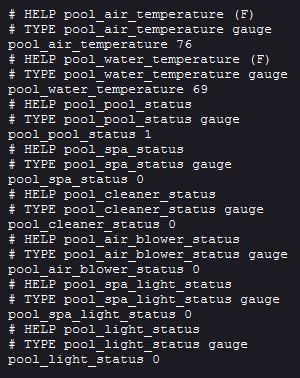 # HELP pool_air_temperature (F)
# TYPE pool_air_temperature gauge
pool_air_temperature 76
# HELP pool_water_temperature (F)
# TYPE pool_water_temperature gauge
pool_water_temperature 69
# HELP pool_pool_status
# TYPE pool_pool_status gauge
pool_pool_status 1
# HELP pool_spa_status
# TYPE pool_spa_status gauge
pool_spa_status 0
# HELP pool_cleaner_status
# TYPE pool_cleaner_status gauge
pool_cleaner_status 0
# HELP pool_air_blower_status
# TYPE pool_air_blower_status gauge
pool_air_blower_status 0
# HELP pool_spa_light_status
# TYPE pool_spa_light_status gauge
pool_spa_light_status 0
# HELP pool_light_status
# TYPE pool_light_status gauge
pool_light_status 0